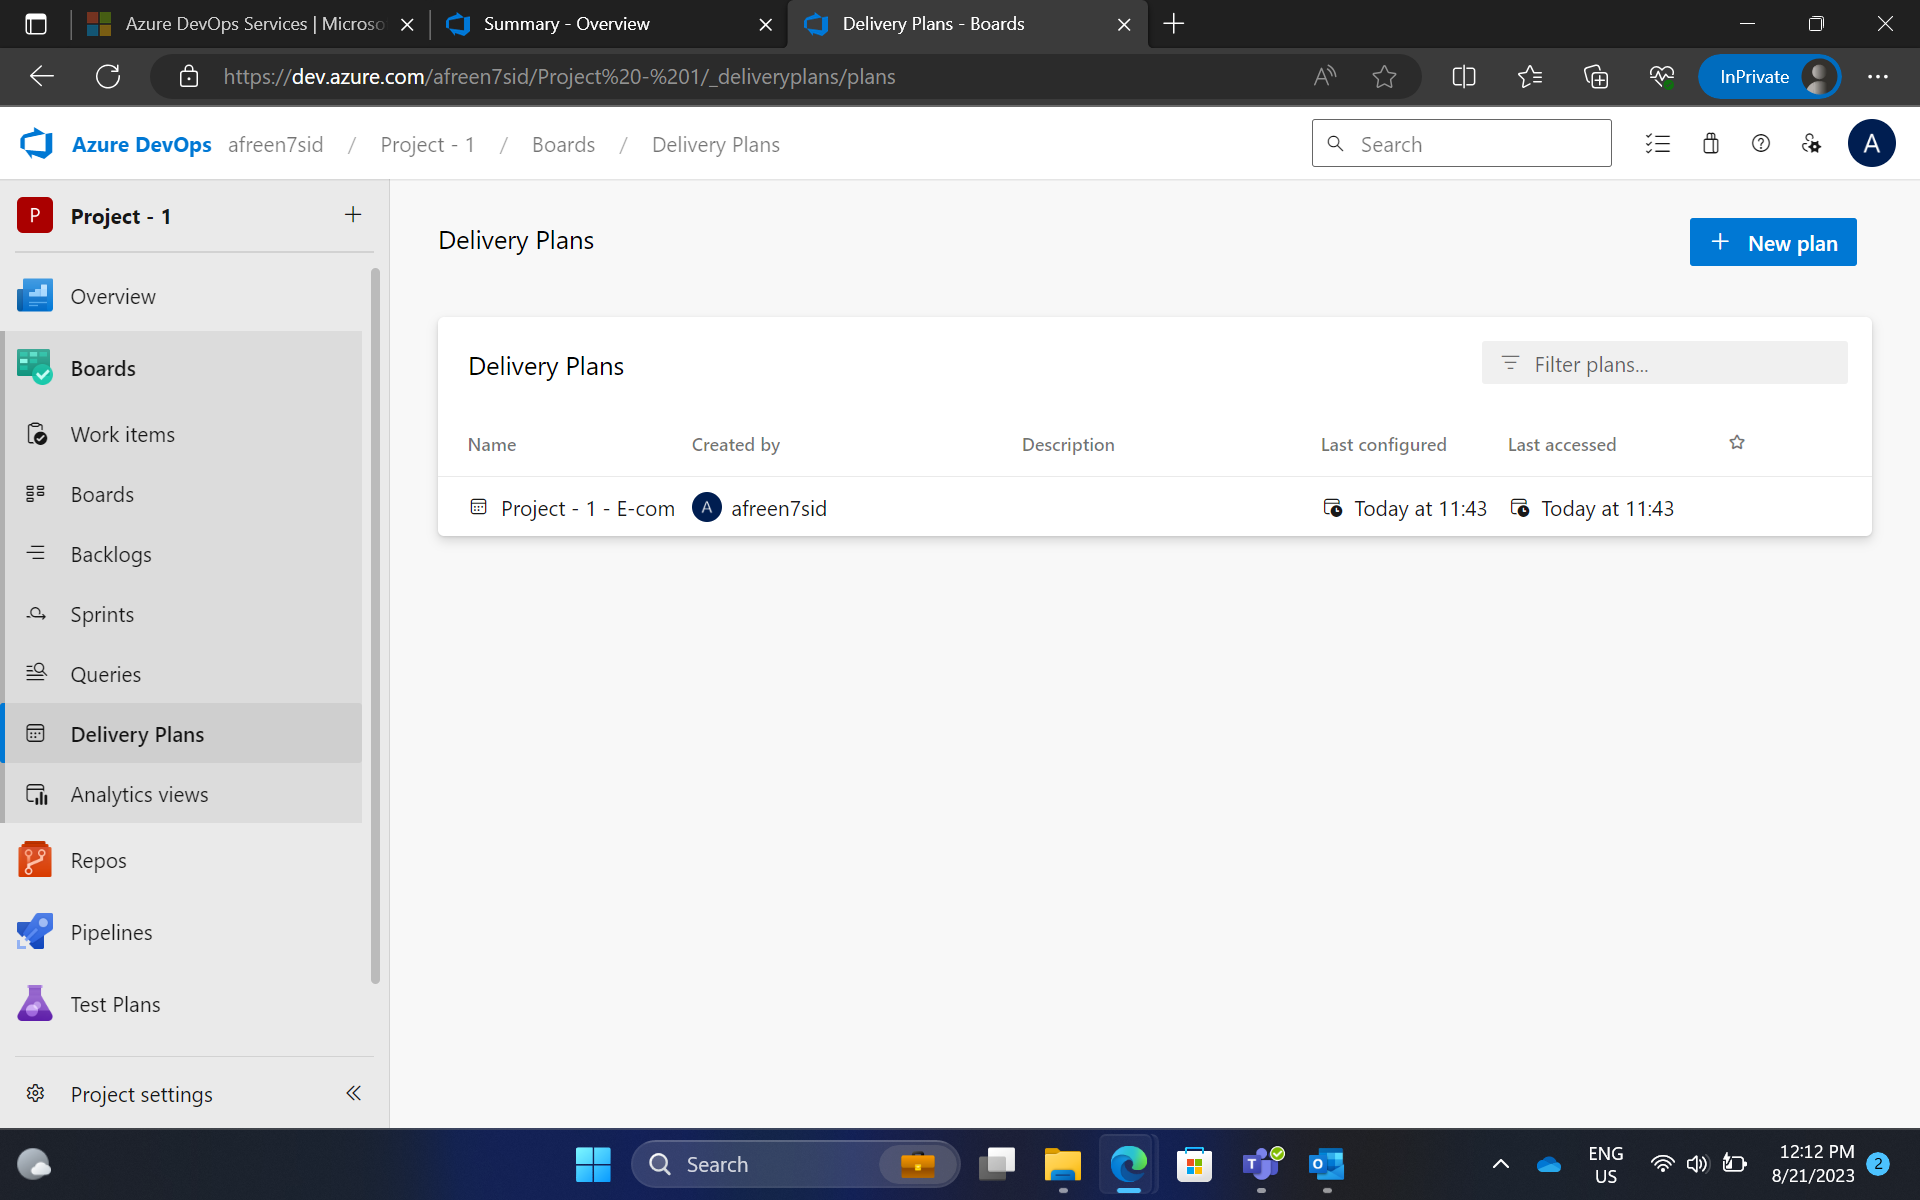 Azure DevOps Services | Microso
Summary - Overview
Delivery Plans - Boards
https://dev.azure.com/afreen7sid/Project%20-%201/_deliveryplans/plans
InPrivate
Azure DevOps afreen7sid / Project - 1 / Boards / Delivery Plans
Search
A
P Project - 1
Overview
Boards
Work items
Boards
Backlogs
Sprints
Queries
Delivery Plans
Analytics views
Repos
Pipelines
Test Plans
Project settings
Delivery Plans
New plan
Delivery Plans
Filter plans...
Name Created by Description Last configured Last accessed
Project - 1 - E-com A afreen7sid Today at 11:43 Today at 11:43
Search
ENG
US
12:12 PM
8/21/2023
2